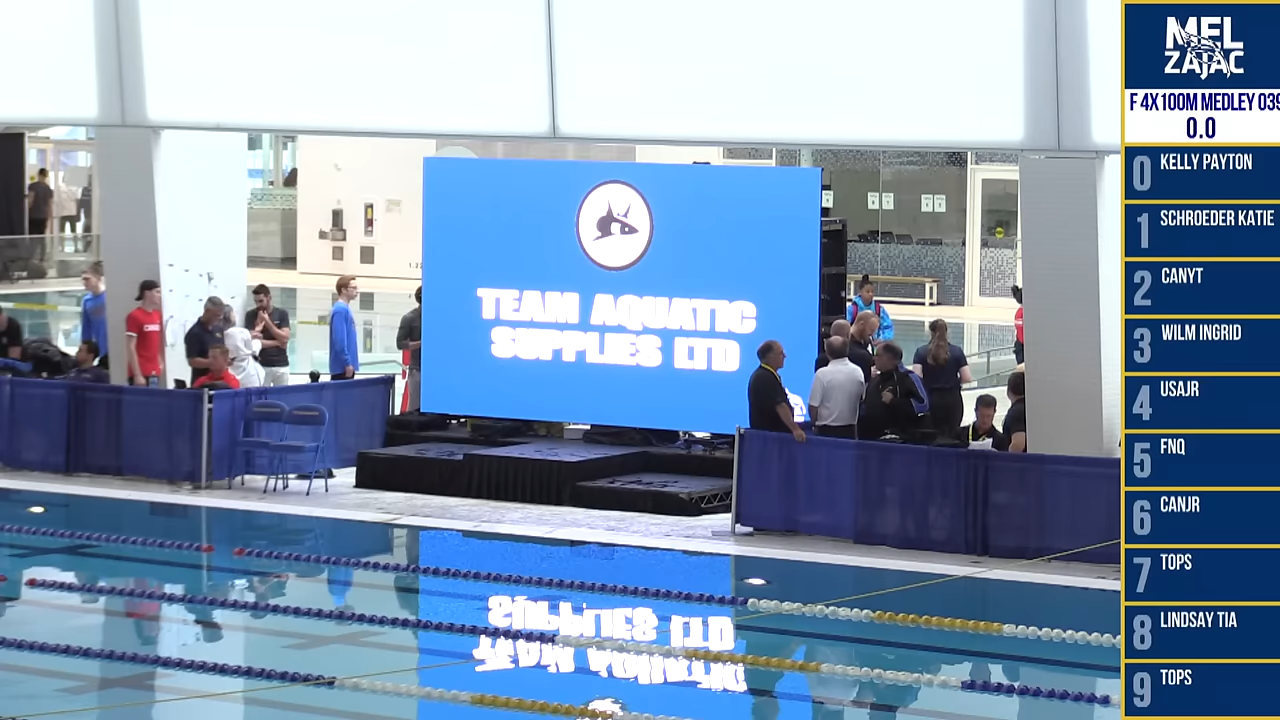 TEAM AQUATIC
SUPPLIES LTD
MEL
ZAJAC
F 4X100M MEDLEY 039
0.0
0 KELLY PAYTON
1 SCHROEDER KATIE
2 CANYT
3 WILM INGRID
4 USAJR
5 FNQ
6 CANJR
7 TOPS
8 LINDSAY TIA
9 TOPS